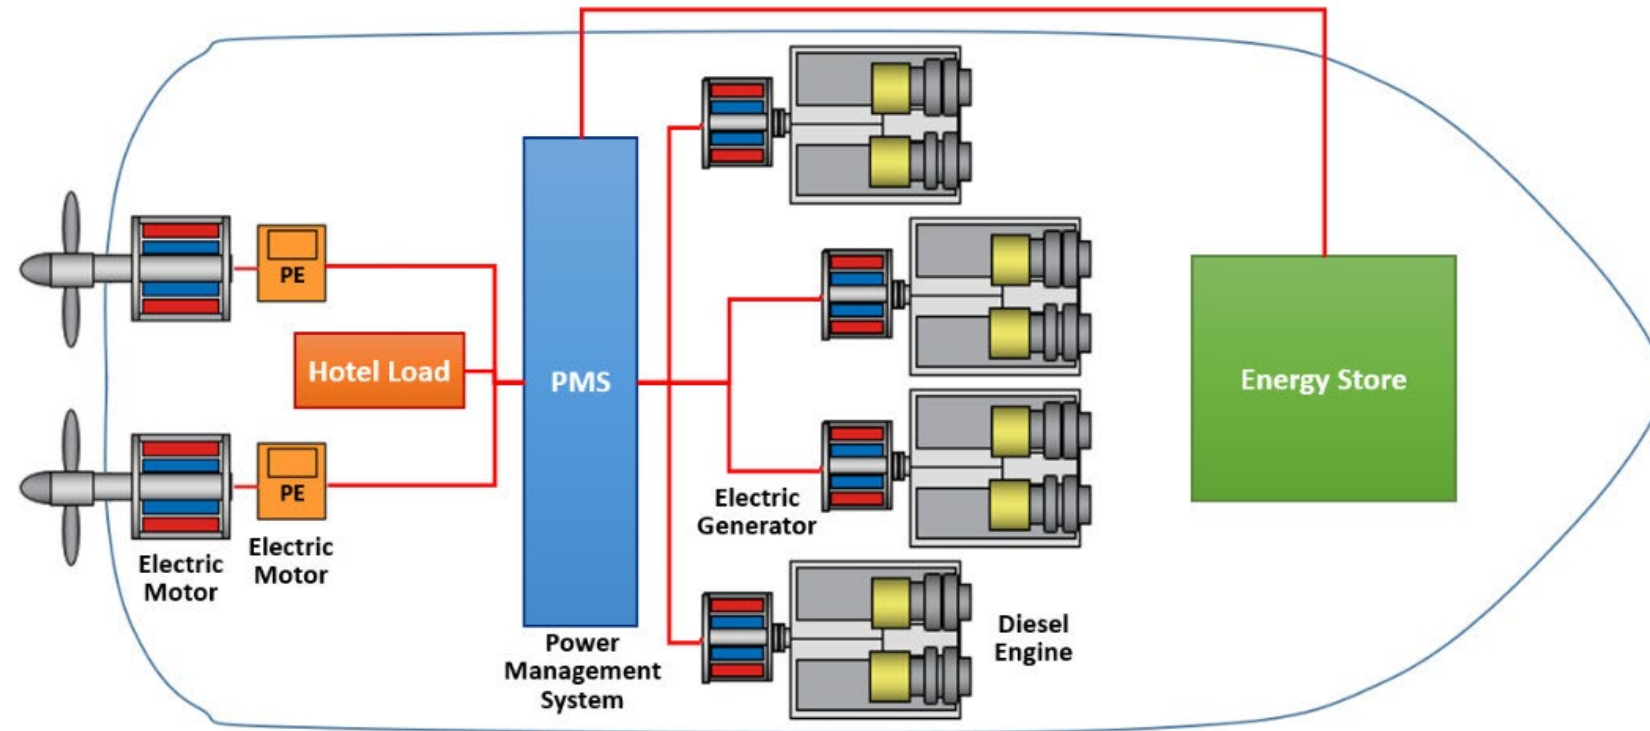 PE
Hotel Load
PMS
Energy Store
PE
Electric
Generator
Electric
Motor
Electric
Motor
Power
Management
System
Diesel
Engine